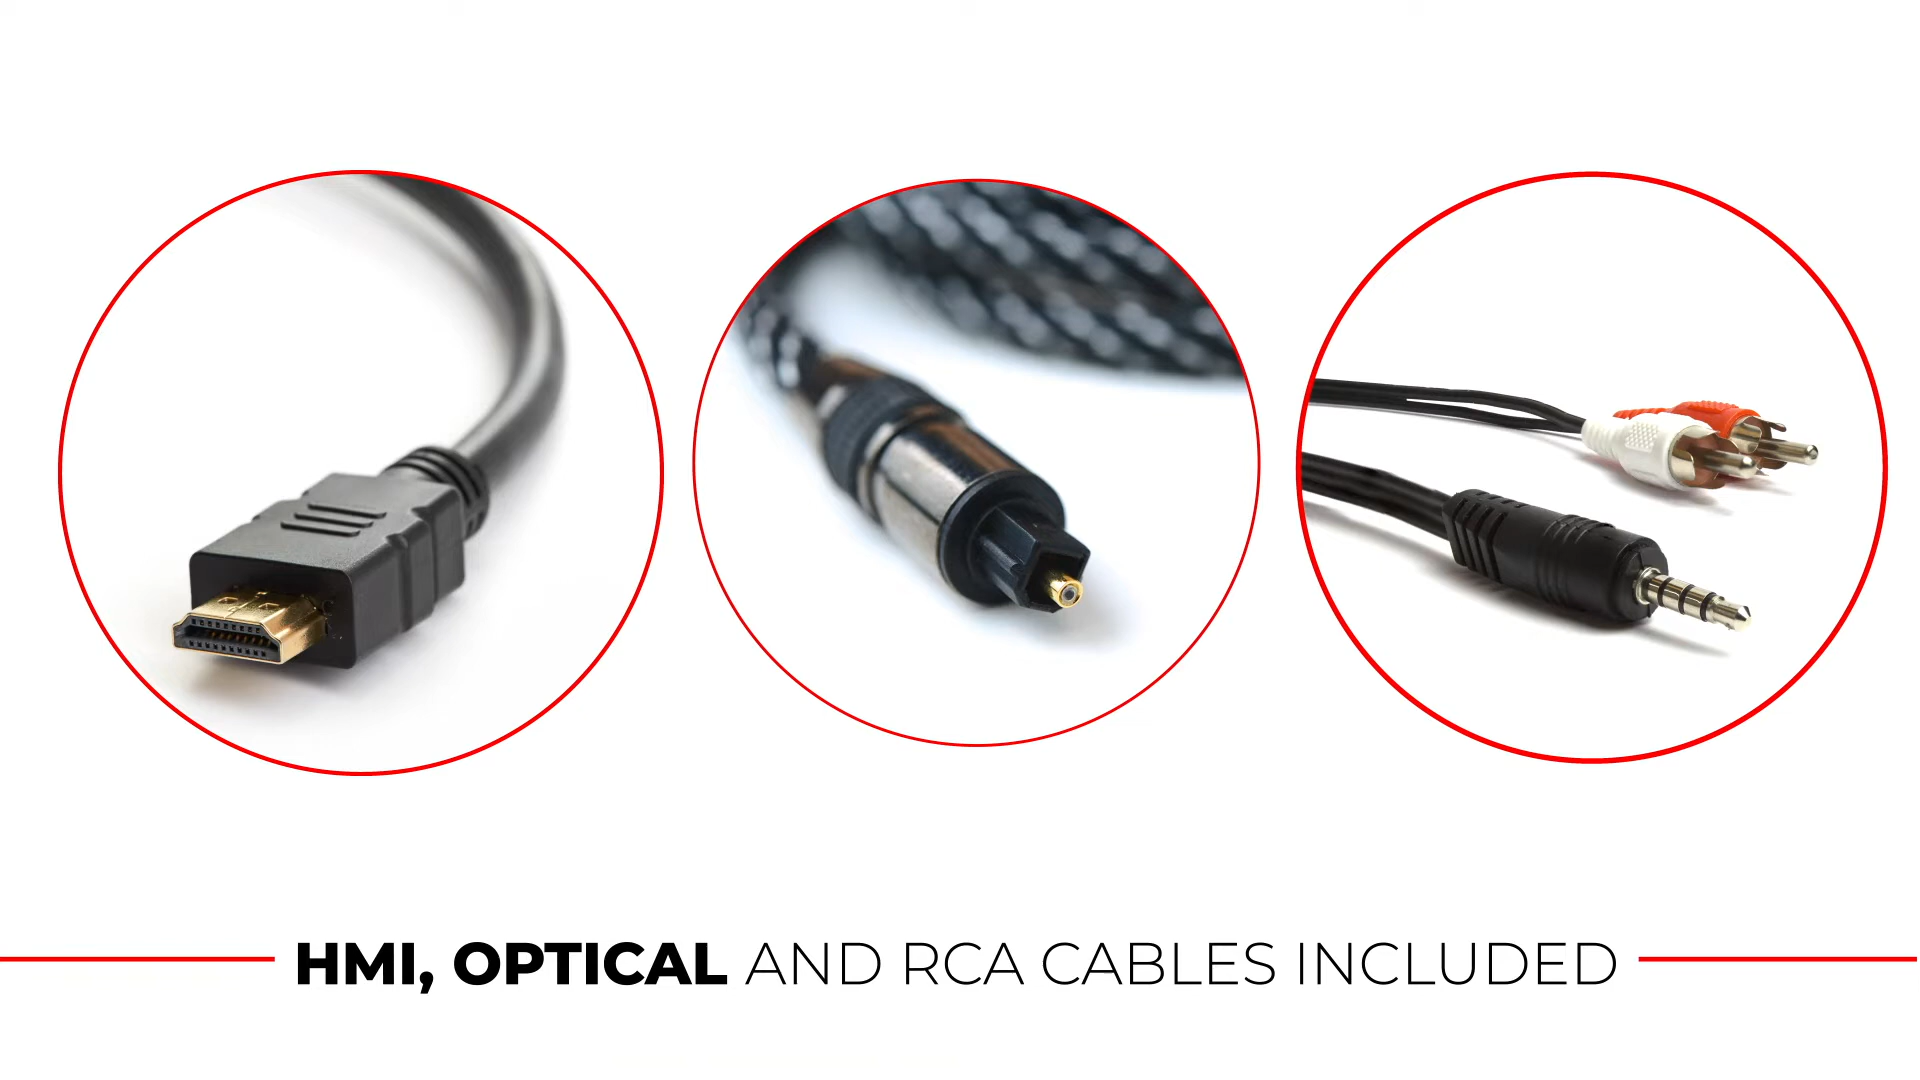 HMI, OPTICAL AND RCA CABLES INCLUDED